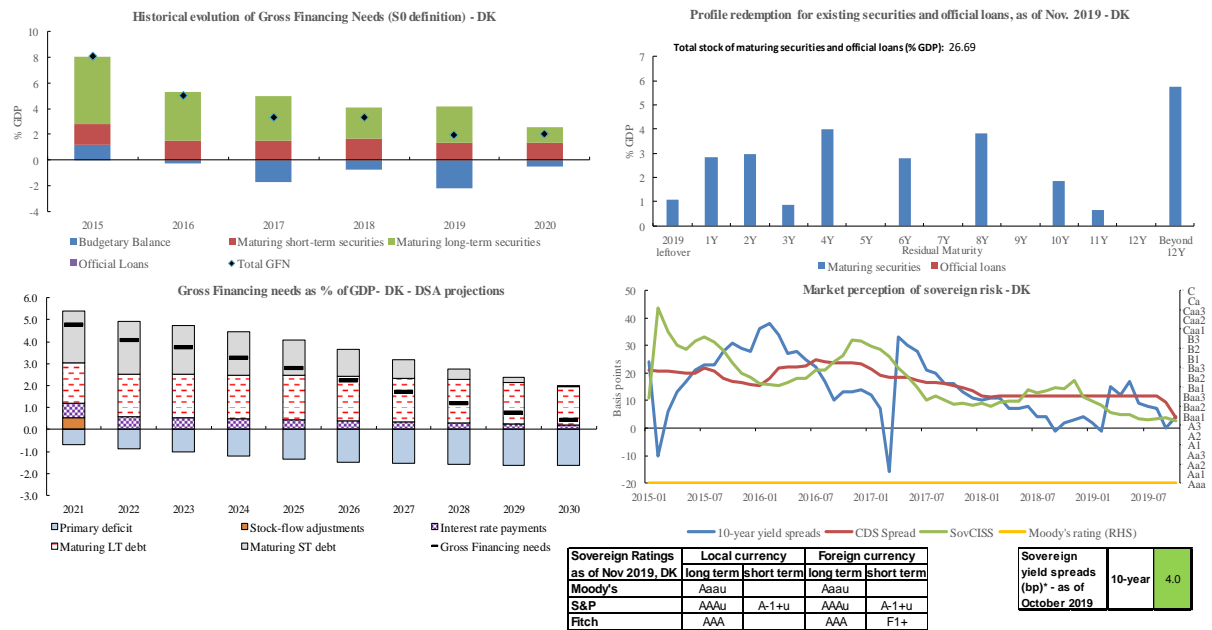 Historical evolution of Gross Financing Needs (S0 definition) - DK
% GDP
10
8
6
4
2
0
-2
-4
2015 2016 2017 2018 2019 2020
Budgetary Balance Maturing short-term securities Maturing long-term securities
Official Loans Total GFN
Profile redemption for existing securities and official loans, as of Nov. 2019 - DK
Total stock of maturing securities and official loans (% GDP): 26.69
% GDP
7
6
5
4
3
2
1
0
2019 leftover 1Y 2Y 3Y 4Y 5Y 6Y 7Y 8Y 9Y 10Y 11Y 12Y Beyond 12Y
Residual Maturity
Maturing securities Official loans
Gross Financing needs as % of GDP- DK - DSA projections
6.0
5.0
4.0
3.0
2.0
1.0
0.0
-1.0
-2.0
-3.0
2021 2022 2023 2024 2025 2026 2027 2028 2029 2030
Primary deficit Stock-flow adjustments Interest rate payments
Maturing LT debt Maturing ST debt Gross Financing needs
Market perception of sovereign risk - DK
Basis points
50
40
30
20
10
0
-10
-20
C
Ca
Caa3
Caa2
Caa1
B3
B2
B1
Ba3
Ba2
Ba1
Baa3
Baa2
Baa1
A3
A2
A1
Aa3
Aa2
Aa1
Aaa
2015-01 2015-07 2016-01 2016-07 2017-01 2017-07 2018-01 2018-07 2019-01 2019-07
10-year yield spreads CDS Spread SovCISS Moody's rating (RHS)
Sovereign Ratings as of Nov 2019, DK Local currency Foreign currency
long term short term long term short term
Moody's Aaau Aaau
S&P AAAu A-1+u AAAu A-1+u
Fitch AAA AAA F1+
Sovereign
yield spreads
(bp)* - as of
October 2019
10-year 4.0